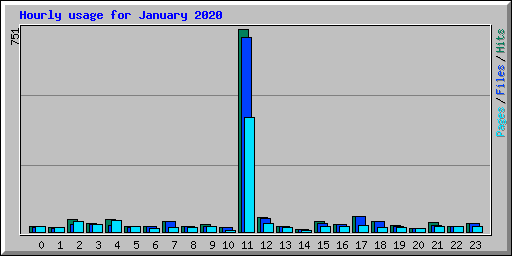 Hourly usage for January 2020
751
Pages/Files/Hits
0 1 2 3 4 5 6 7 8 9 10 11 12 13 14 15 16 17 18 19 20 21 22 23